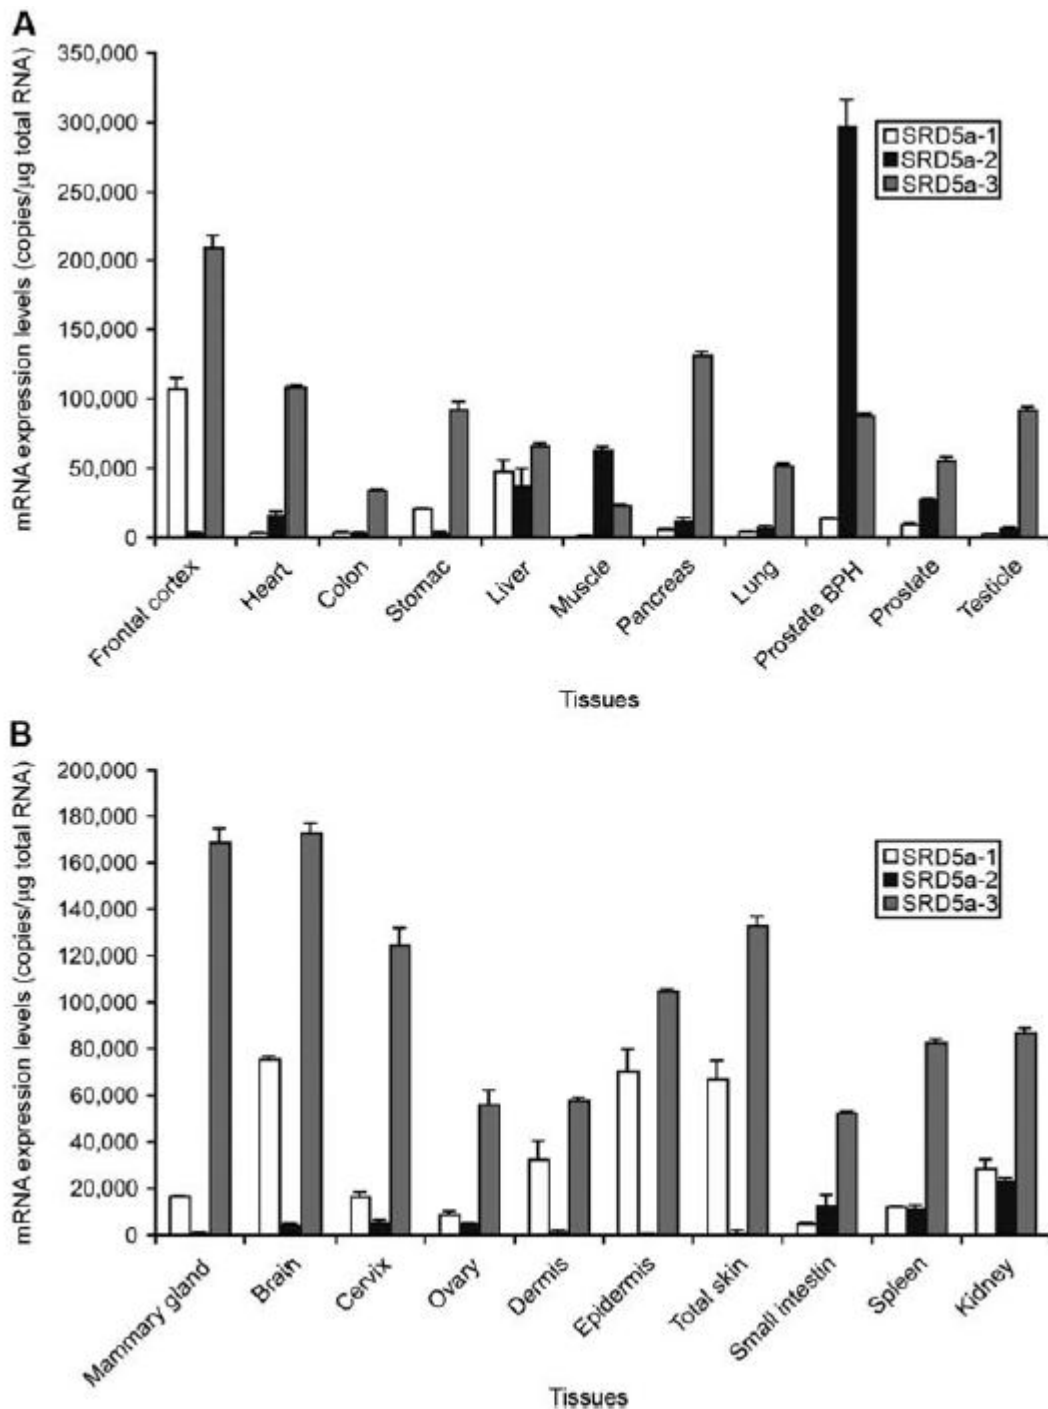 A
mRNA expression levels (copies/µg total RNA)
350,000
300,000
250,000
200,000
150,000
100,000
50,000
0
SRD5a-1
SRD5a-2
SRD5a-3
Frontal cortex
Heart
Colon
Stomac
Liver
Muscle
Pancreas
Lung
Prostate BPH
Prostate
Testicle
Tissues
B
mRNA expression levels (copies/µg total RNA)
200,000
180,000
160,000
140,000
120,000
100,000
80,000
60,000
40,000
20,000
0
SRD5a-1
SRD5a-2
SRD5a-3
Mammary gland
Brain
Cervix
Ovary
Dermis
Epidermis
Total skin
Small intestin
Spleen
Kidney
Tissues